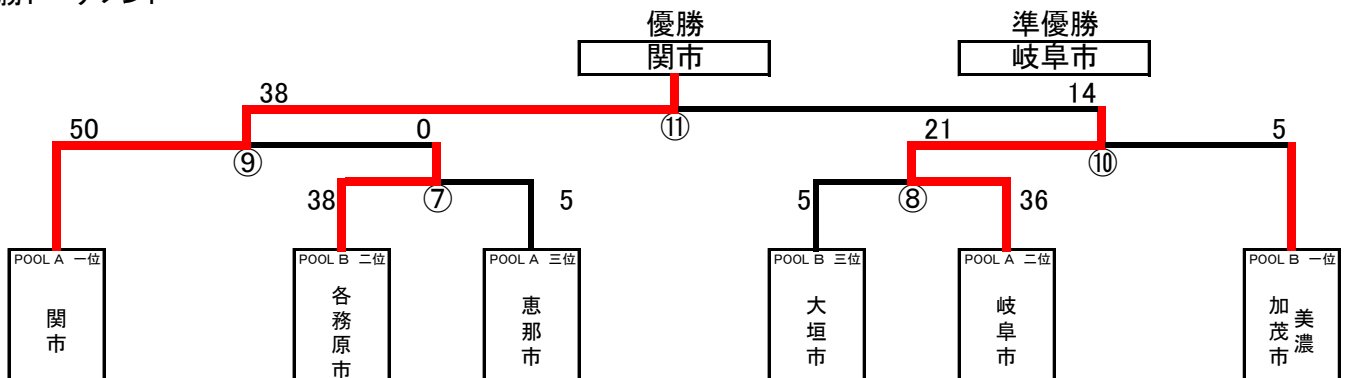 優勝
準優勝
関市
岐阜市
38
14
⑪
50
0
21
5
⑨
⑩
38
⑦
5
5
⑧
36
POOL A 一位
POOL B 二位
POOL A 三位
POOL B 三位
POOL A 二位
POOL B 一位
関市
各務原市
恵那市
大垣市
岐阜市
美濃
加茂市